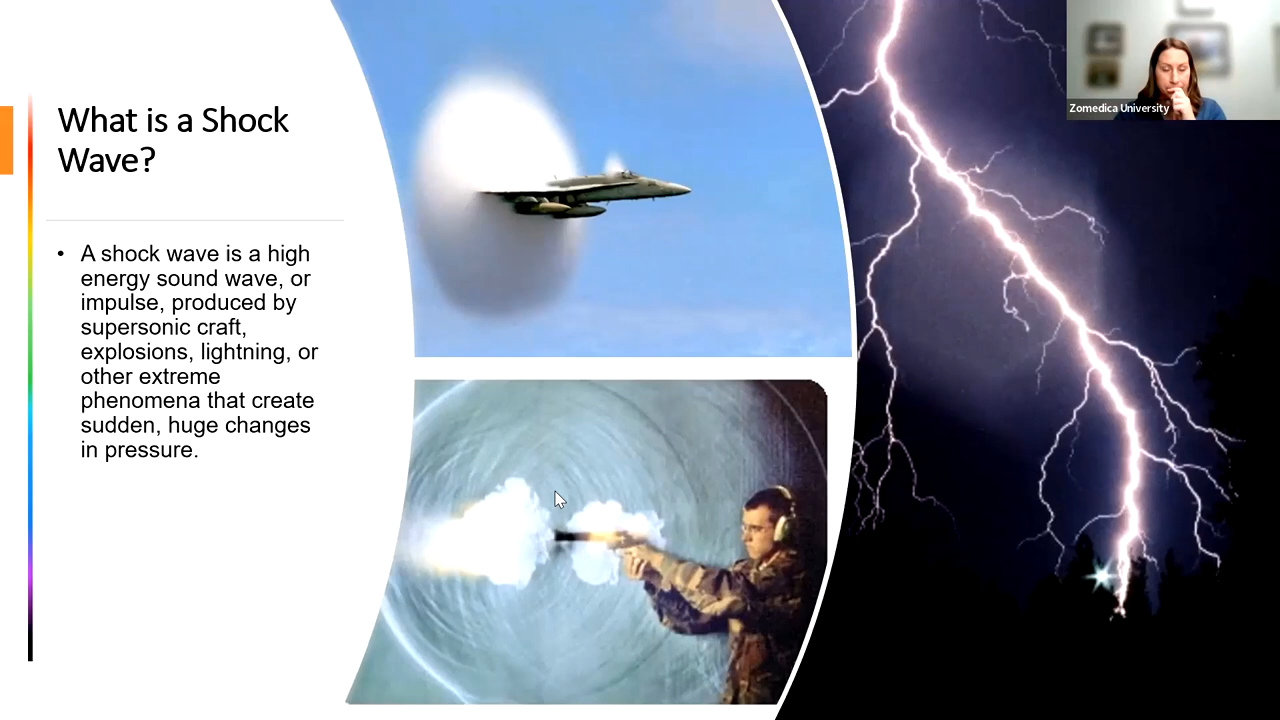 What is a Shock
Wave?
• A shock wave is a high
energy sound wave, or
impulse, produced by
supersonic craft,
explosions, lightning, or
other extreme
phenomena that create
sudden, huge changes
in pressure.
Zomedica University